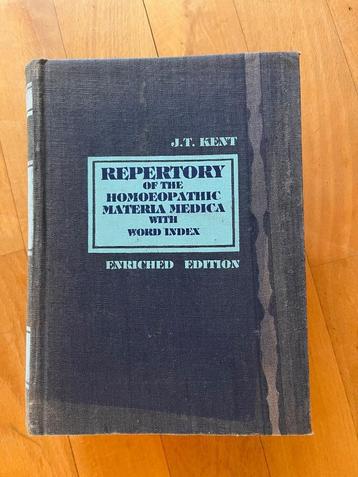 J.T. KENT
REPERTORY
OF THE
HOMOEOPATHIC
MATERIA MEDICA
WITH
WORD INDEX
ENRICHED EDITION